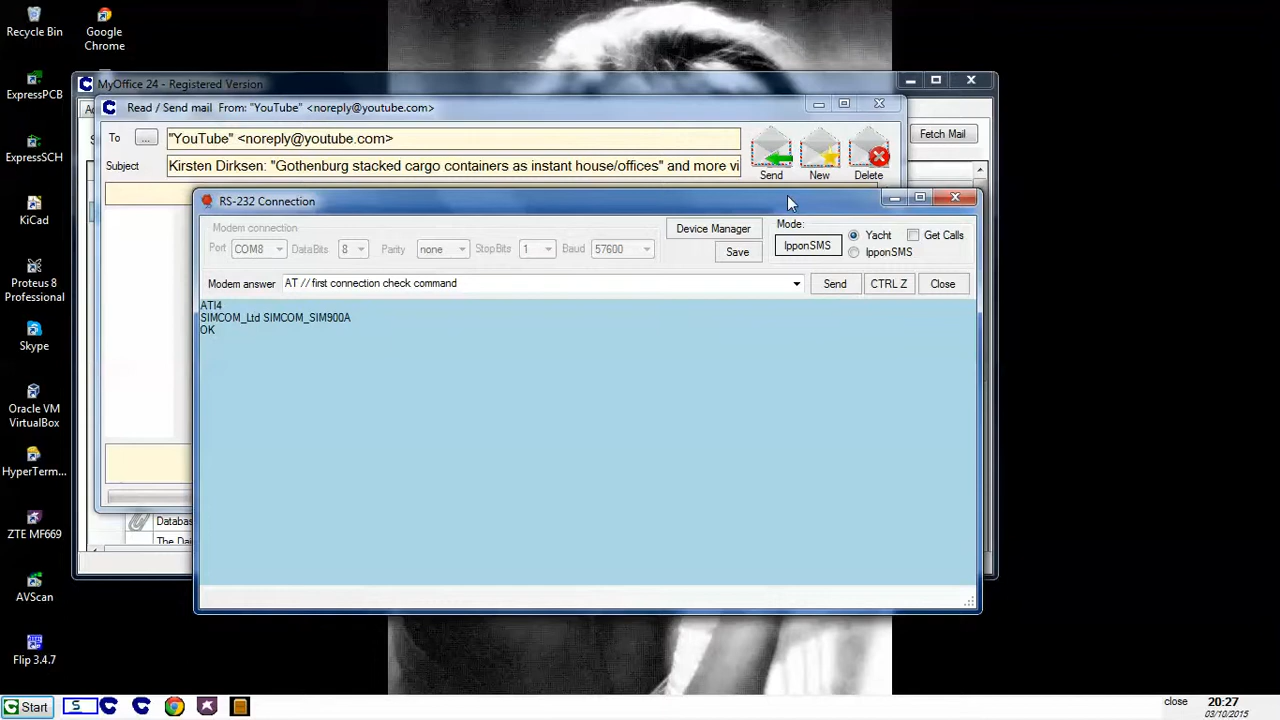 Recycle Bin
Google
Chrome
ExpressPCB
ExpressSCH
KiCad
Proteus 8
Professional
Skype
Oracle VM
VirtualBox
HyperTerm...
ZTE MF669
AVScan
Flip 3.4.7
MyOffice 24 - Registered Version
Read / Send mail From: "YouTube" <noreply@youtube.com>
To ... "YouTube" <noreply@youtube.com>
Subject Kirsten Dirksen: "Gothenburg stacked cargo containers as instant house/offices" and more vi
Send New Delete
Fetch Mail
RS-232 Connection
Modem connection
Port COM8 DataBits 8 Parity none StopBits 1 Baud 57600
Device Manager
Save
Mode:
IpponSMS
Yacht
IpponSMS
Get Calls
Modem answer AT // first connection check command Send CTRL Z Close
ATI4
SIMCOM_Ltd SIMCOM_SIM900A
OK
Databas
The Dai
Start
S
close
20:27
03/10/2015